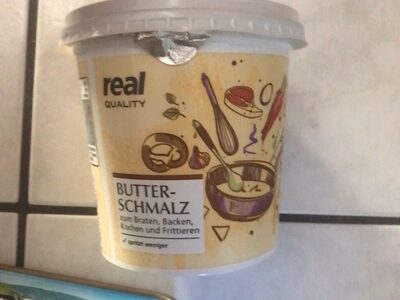 real
QUALITY
BUTTER-
SCHMALZ
zum Braten, Backen,
Kochen und Frittieren
✓ spritzt weniger